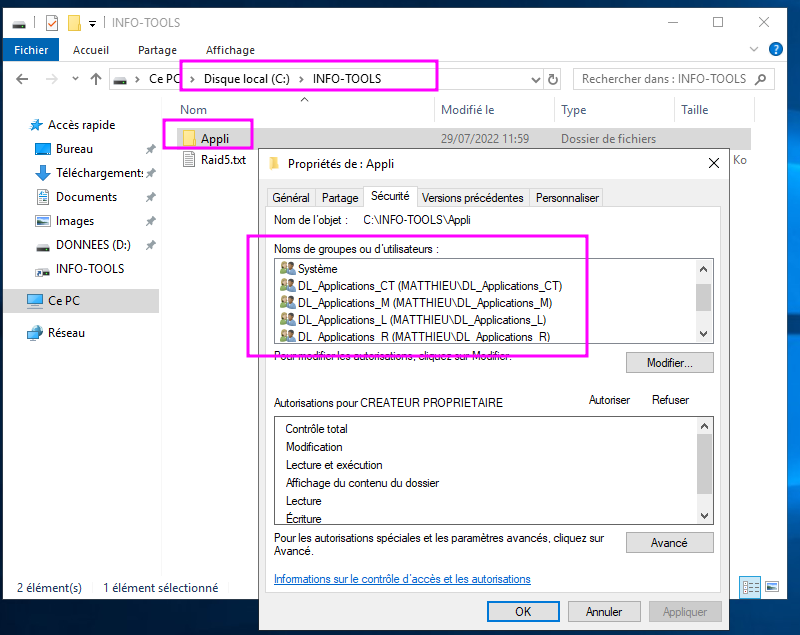 INFO-TOOLS
Fichier Accueil Partage Affichage
Ce PC Disque local (C:) INFO-TOOLS
Rechercher dans : INFO-TOOLS
Nom Modifié le Type Taille
Accès rapide
Bureau
Téléchargements
Documents
Images
DONNEES (D:)
INFO-TOOLS
Ce PC
Réseau
Appli 29/07/2022 11:59 Dossier de fichiers
Raid5.txt Ko
Propriétés de : Appli
Général Partage Sécurité Versions précédentes Personnaliser
Nom de l'objet : C:\INFO-TOOLS\Appli
Noms de groupes ou d'utilisateurs :
Système
DL_Applications_CT (MATTHIEU\DL_Applications_CT)
DL_Applications_M (MATTHIEU\DL_Applications_M)
DL_Applications_L (MATTHIEU\DL_Applications_L)
DL_Applications_R (MATTHIEU\DL_Applications_R)
Pour modifier les autorisations, cliquez sur Modifier.
Modifier...
Autorisations pour CREATEUR PROPRIETAIRE Autoriser Refuser
Contrôle total
Modification
Lecture et exécution
Affichage du contenu du dossier
Lecture
Écriture
Pour les autorisations spéciales et les paramètres avancés, cliquez sur
Avancé.
Avancé
Informations sur le contrôle d'accès et les autorisations
OK Annuler Appliquer
2 élément(s) 1 élément sélectionné